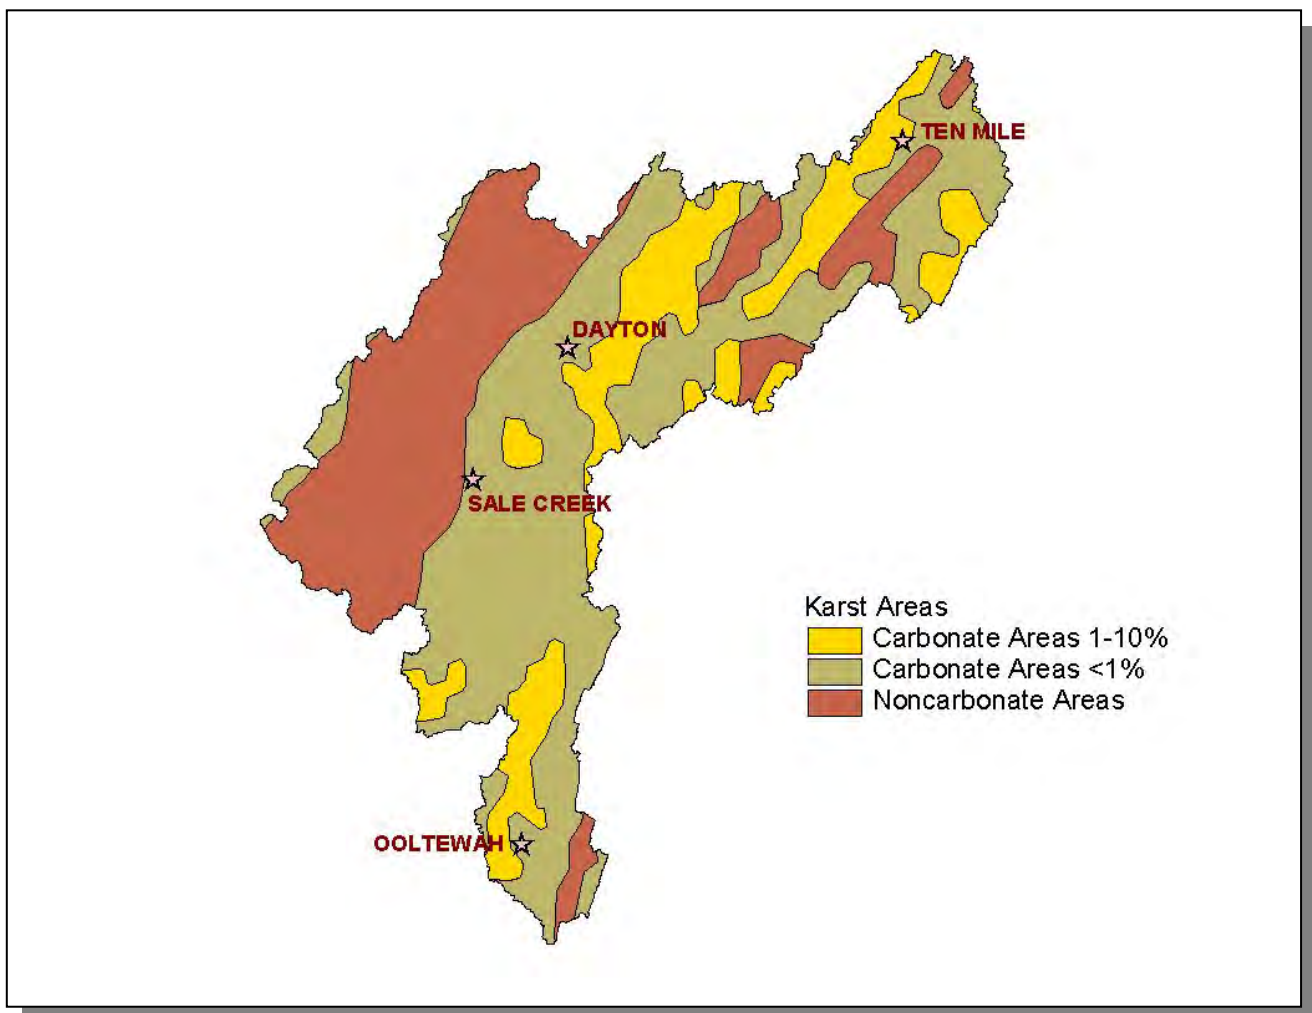 TEN MILE
DAYTON
SALE CREEK
Karst Areas
Carbonate Areas 1-10%
Carbonate Areas <1%
Noncarbonate Areas
OOLTEWAH